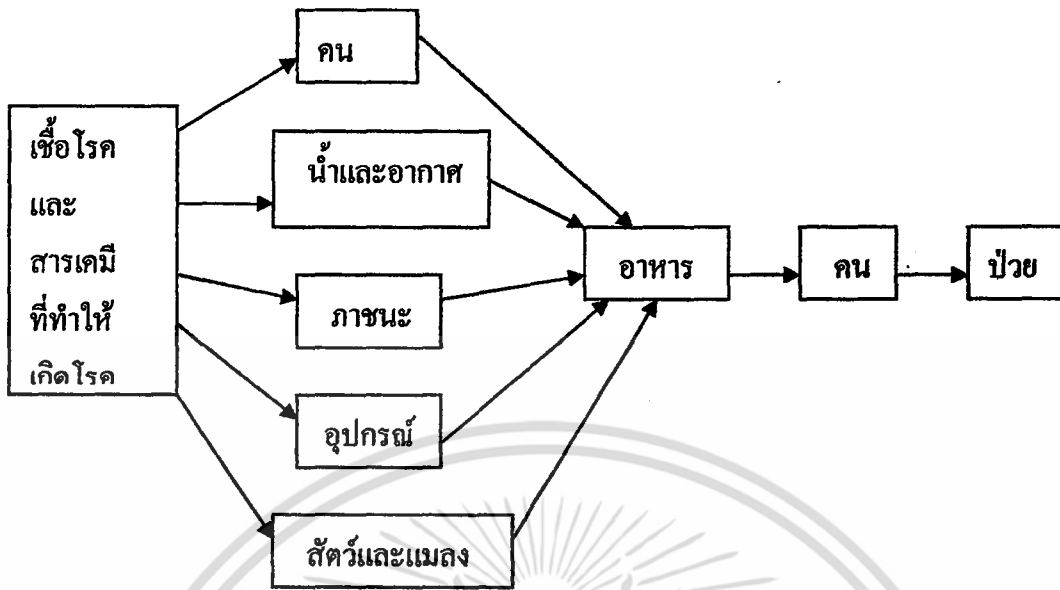 คน
เชื้อโรค
และ
สารเคมี
ที่ทำให้
เกิดโรค
น้ำและอากาศ
ภาชนะ
อุปกรณ์
สัตว์และแมลง
อาหาร
คน
ป่วย